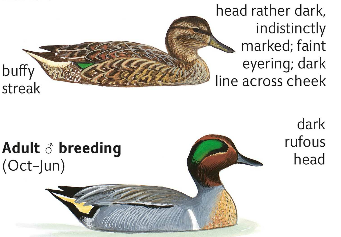 head rather dark,
indistinctly
marked; faint
eyering; dark
line across cheek
buffy
streak
dark
rufous
head
Adult ♂ breeding
(Oct–Jun)